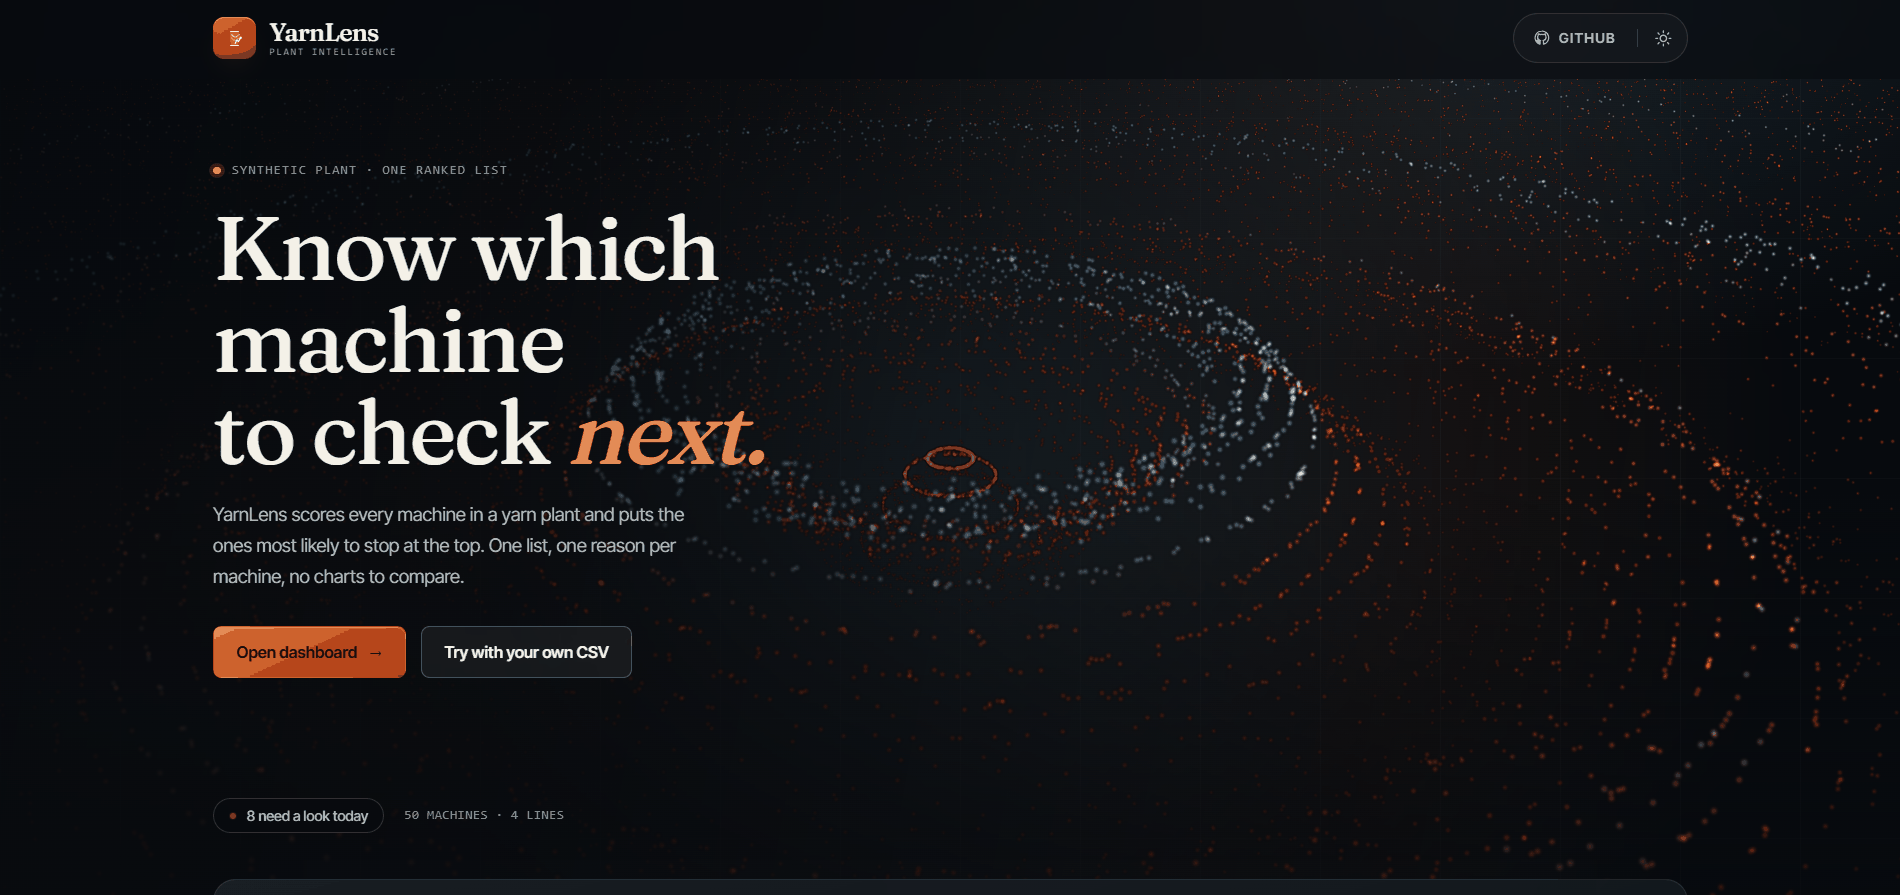 YarnLens
PLANT INTELLIGENCE
GITHUB
SYNTHETIC PLANT · ONE RANKED LIST
Know which
machine
to check next.
YarnLens scores every machine in a yarn plant and puts the
ones most likely to stop at the top. One list, one reason per
machine, no charts to compare.
Open dashboard →
Try with your own CSV
8 need a look today
50 MACHINES · 4 LINES